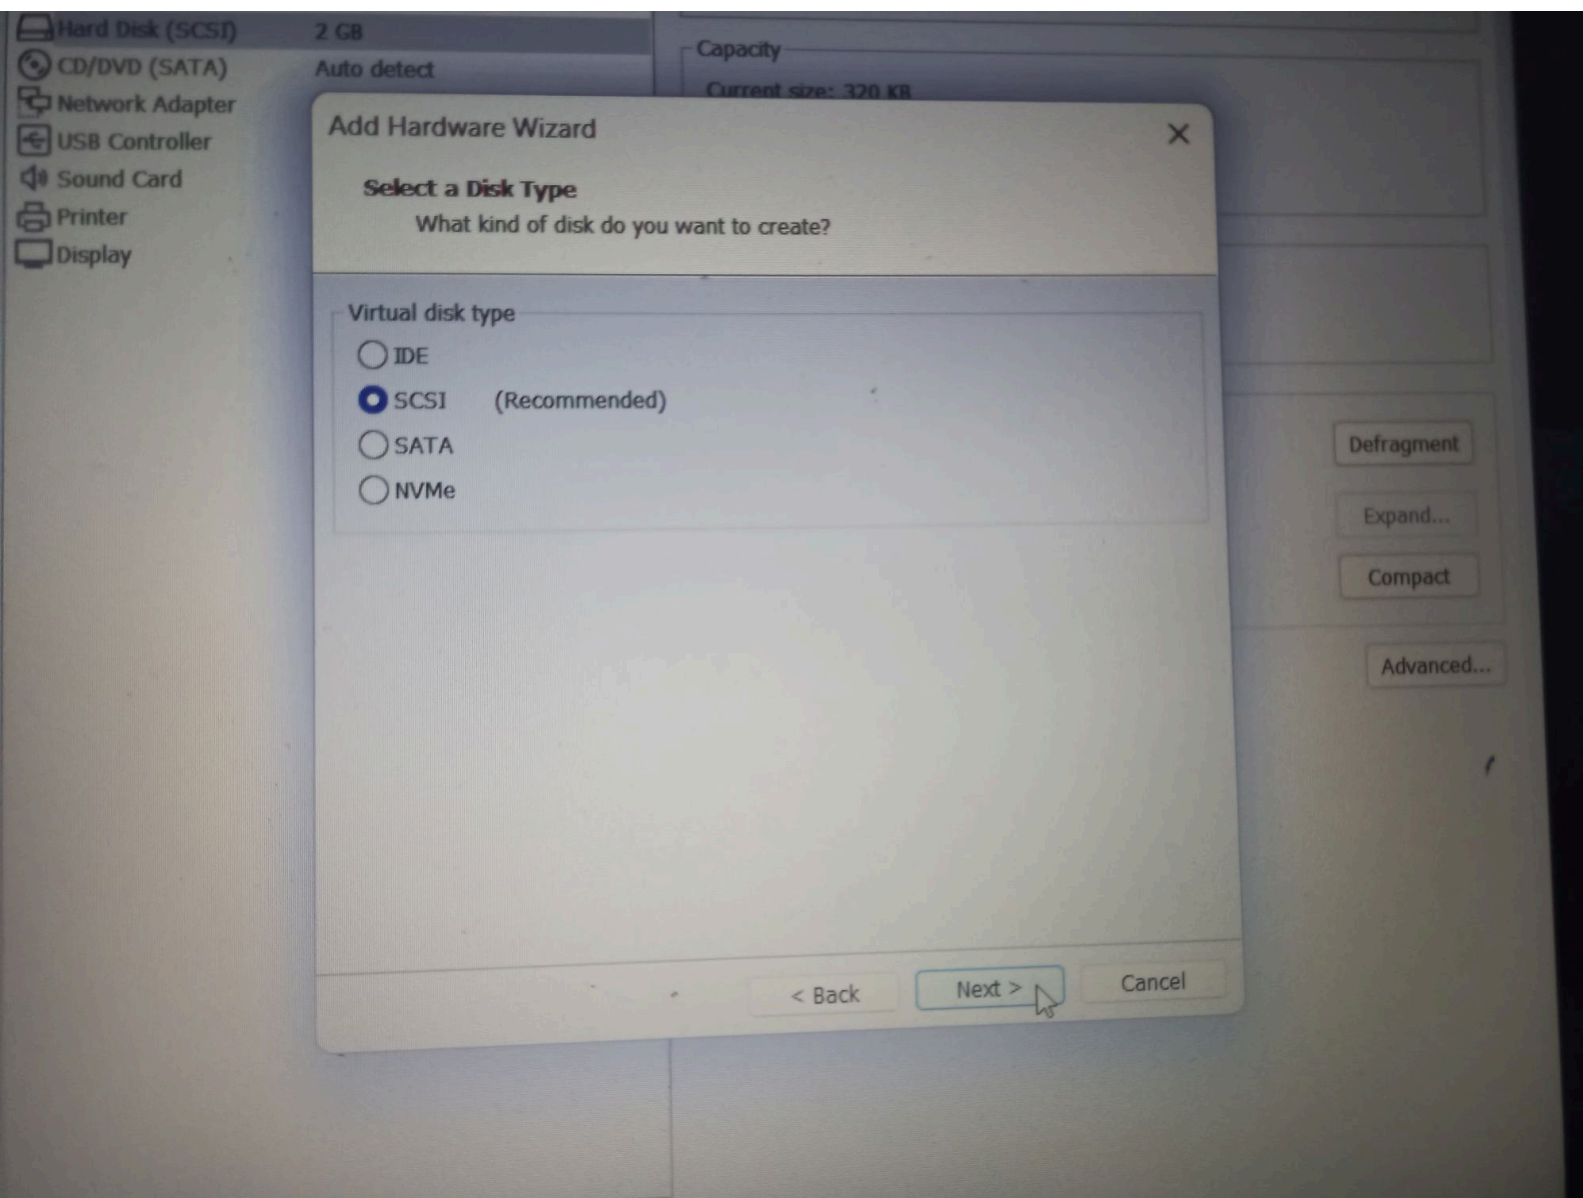 Hard Disk (SCSI) 2 GB
CD/DVD (SATA) Auto detect
Network Adapter
USB Controller
Sound Card
Printer
Display
Capacity
Current size: 320 KB
Add Hardware Wizard
Select a Disk Type
What kind of disk do you want to create?
Virtual disk type
IDE
SCSI (Recommended)
SATA
NVMe
< Back Next > Cancel
Defragment
Expand...
Compact
Advanced...